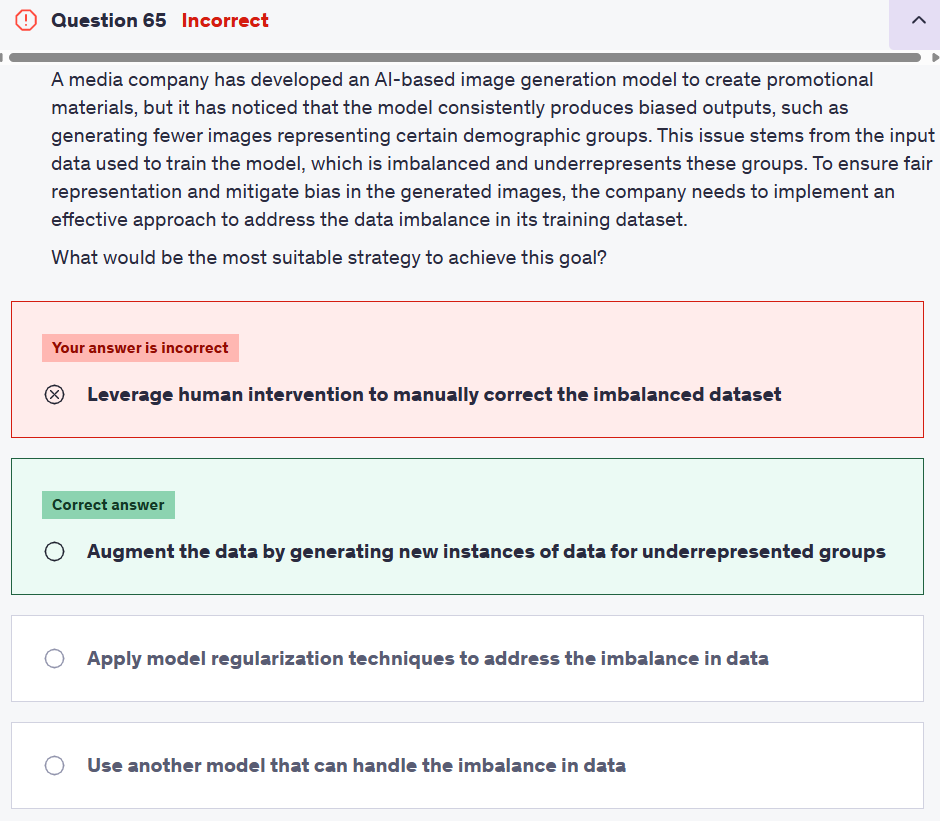 Question 65 Incorrect
A media company has developed an AI-based image generation model to create promotional
materials, but it has noticed that the model consistently produces biased outputs, such as
generating fewer images representing certain demographic groups. This issue stems from the input
data used to train the model, which is imbalanced and underrepresents these groups. To ensure fair
representation and mitigate bias in the generated images, the company needs to implement an
effective approach to address the data imbalance in its training dataset.
What would be the most suitable strategy to achieve this goal?
Your answer is incorrect
Leverage human intervention to manually correct the imbalanced dataset
Correct answer
Augment the data by generating new instances of data for underrepresented groups
Apply model regularization techniques to address the imbalance in data
Use another model that can handle the imbalance in data